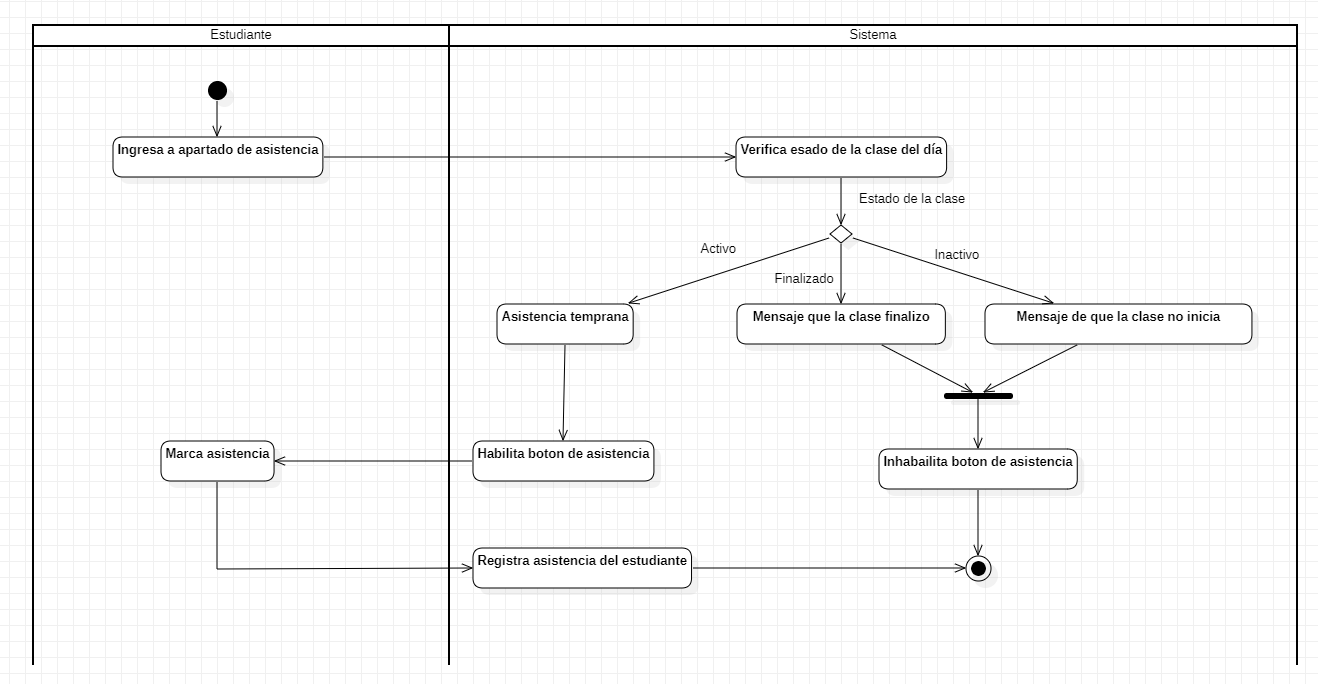 Estudiante
Sistema
Ingresa a apartado de asistencia
Verifica esado de la clase del día
Estado de la clase
Activo
Inactivo
Finalizado
Asistencia temprana
Mensaje que la clase finalizo
Mensaje de que la clase no inicia
Marca asistencia
Habilita boton de asistencia
Inhabailita boton de asistencia
Registra asistencia del estudiante